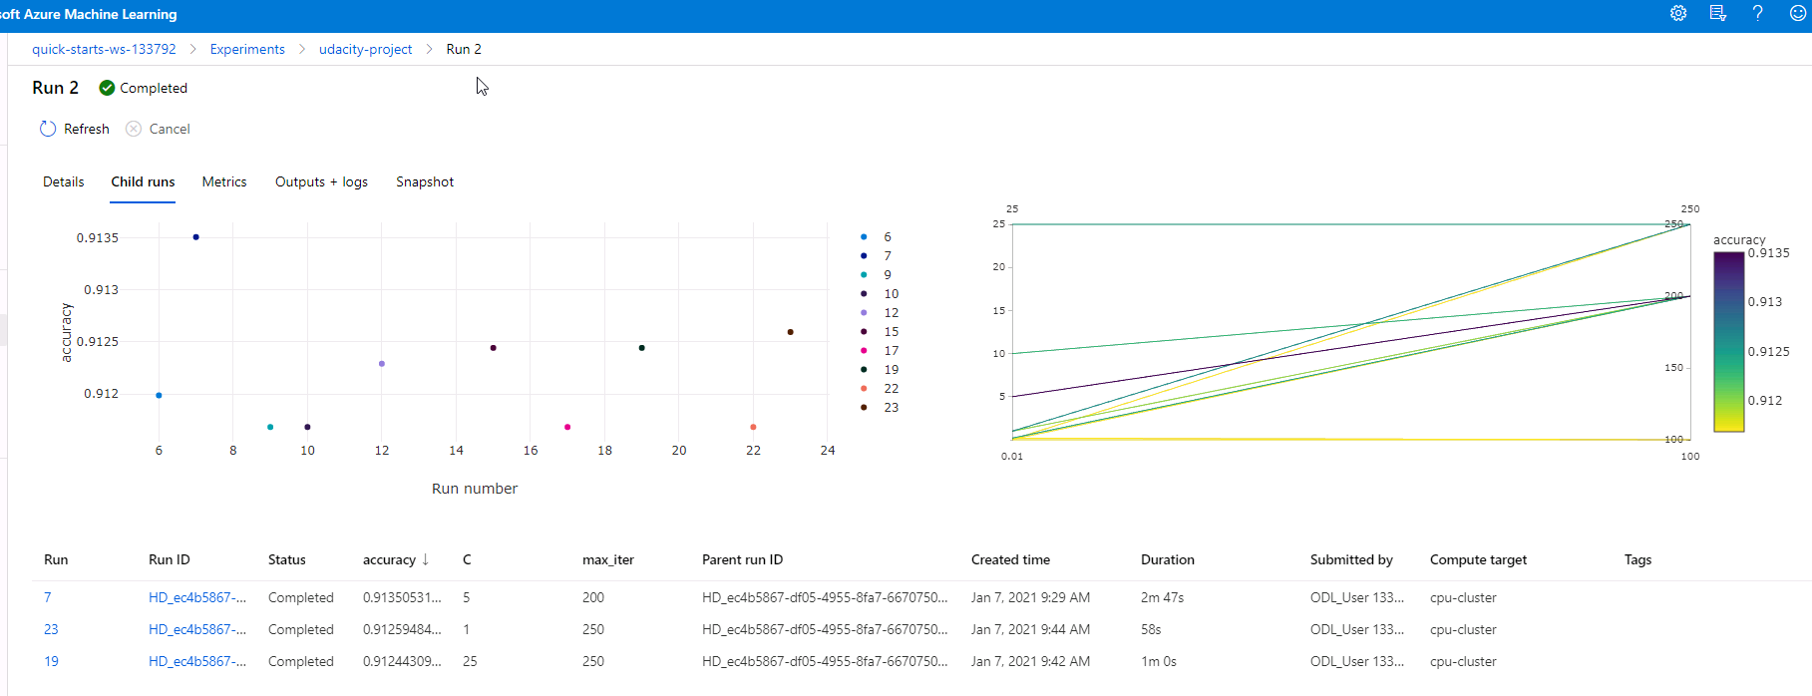 soft Azure Machine Learning
quick-starts-ws-133792 > Experiments > udacity-project > Run 2
Run 2 Completed
Refresh Cancel
Details Child runs Metrics Outputs + logs Snapshot
0.9135
0.913
0.9125
0.912
accuracy
6 8 10 12 14 16 18 20 22 24
Run number
6
7
9
10
12
15
17
19
22
23
25 250
25 250
20
15 200
10
150
5
100
0.01 100
accuracy
0.9135
0.913
0.9125
0.912
Run Run ID Status accuracy ↓ C max_iter Parent run ID Created time Duration Submitted by Compute target Tags
7 HD_ec4b5867-... Completed 0.91350531... 5 200 HD_ec4b5867-df05-4955-8fa7-6670750... Jan 7, 2021 9:29 AM 2m 47s ODL_User 133... cpu-cluster
23 HD_ec4b5867-... Completed 0.91259484... 1 250 HD_ec4b5867-df05-4955-8fa7-6670750... Jan 7, 2021 9:44 AM 58s ODL_User 133... cpu-cluster
19 HD_ec4b5867-... Completed 0.91244309... 25 250 HD_ec4b5867-df05-4955-8fa7-6670750... Jan 7, 2021 9:42 AM 1m 0s ODL_User 133... cpu-cluster